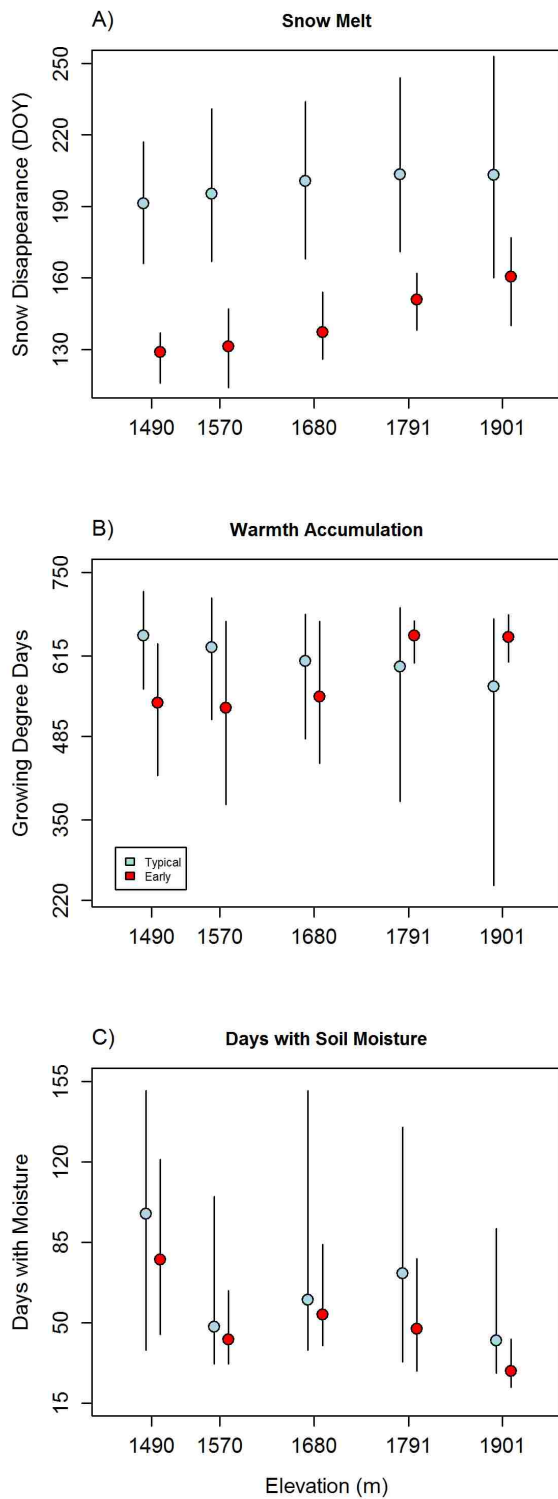 A) Snow Melt
Snow Disappearance (DOY)
250
220
190
160
130
1490 1570 1680 1791 1901
B) Warmth Accumulation
Growing Degree Days
750
615
485
350
220
Typical
Early
1490 1570 1680 1791 1901
C) Days with Soil Moisture
Days with Moisture
155
120
85
50
15
1490 1570 1680 1791 1901
Elevation (m)